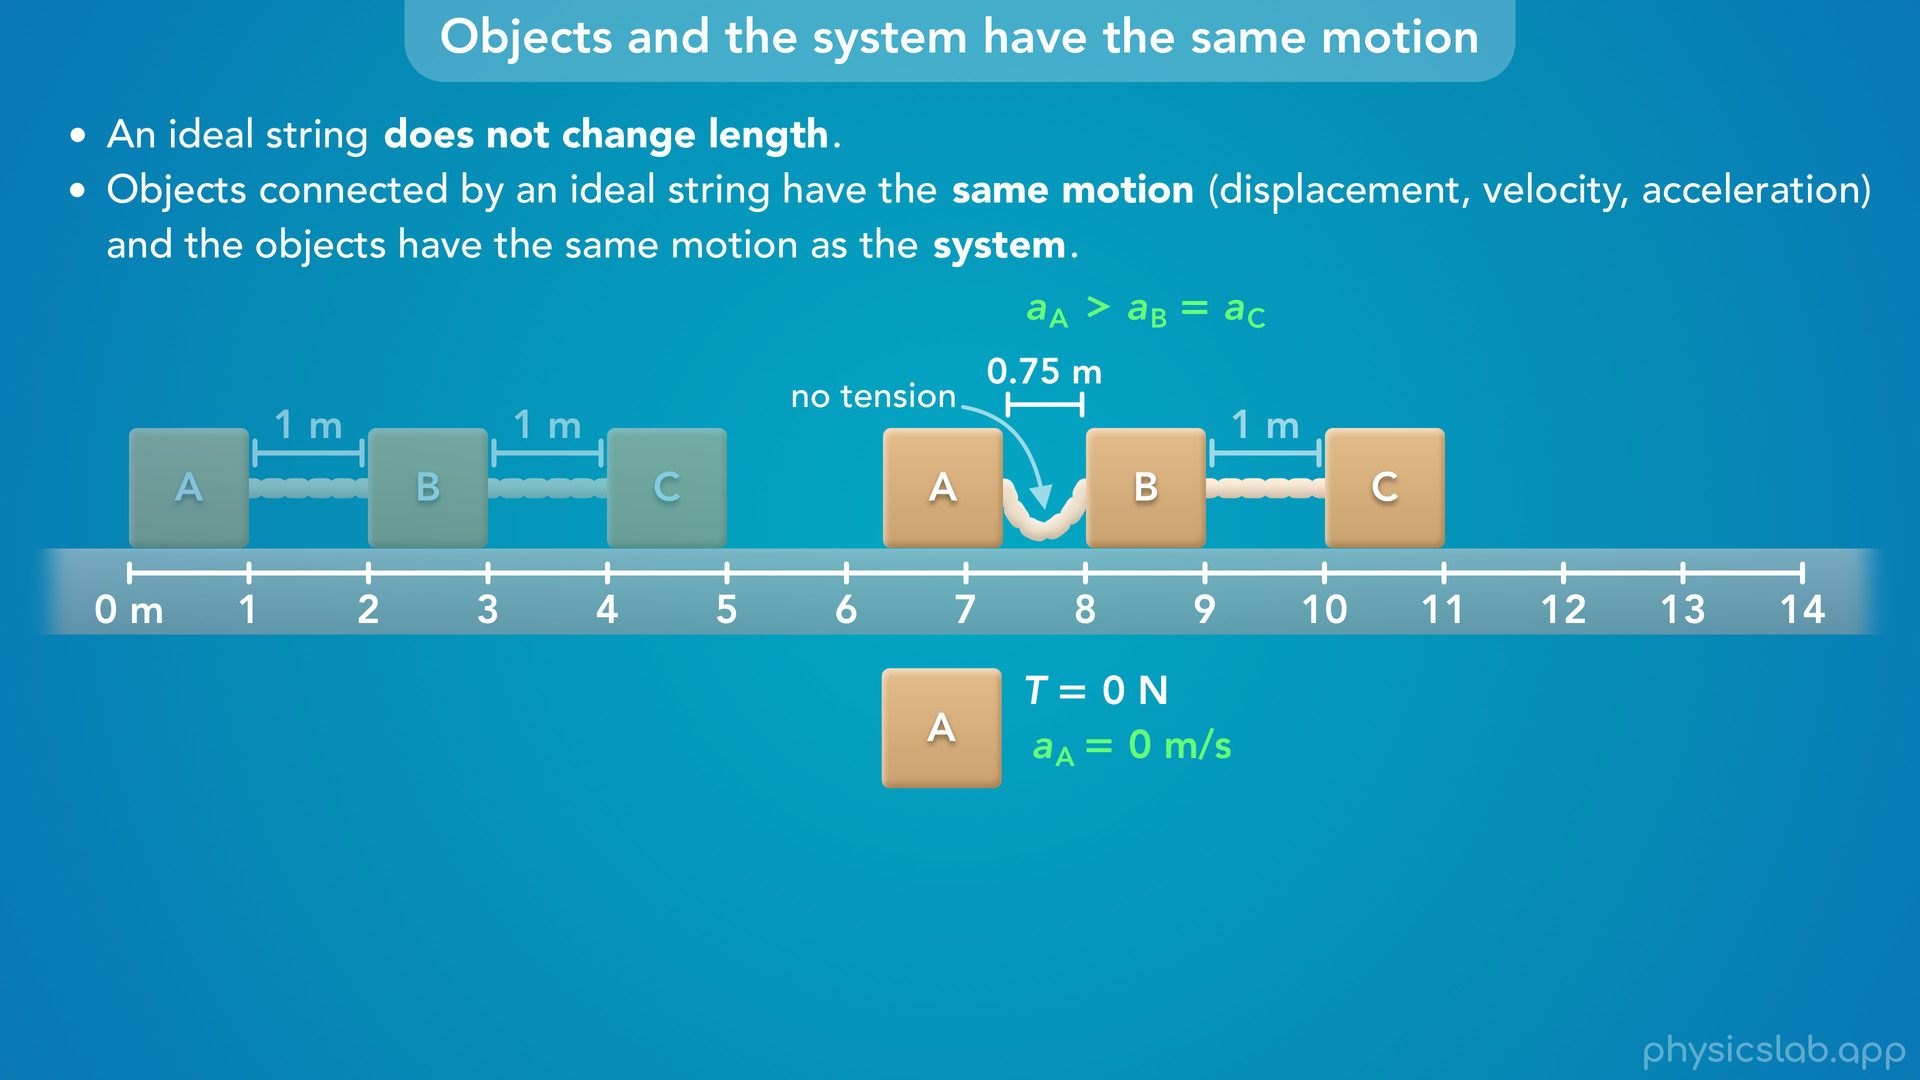 Objects and the system have the same motion
• An ideal string does not change length.
• Objects connected by an ideal string have the same motion (displacement, velocity, acceleration)
and the objects have the same motion as the system.
aA > aB = aC
0.75 m
no tension
1 m 1 m 1 m
A B C A B C
0 m 1 2 3 4 5 6 7 8 9 10 11 12 13 14
A
T = 0 N
aA = 0 m/s
physicslab.app